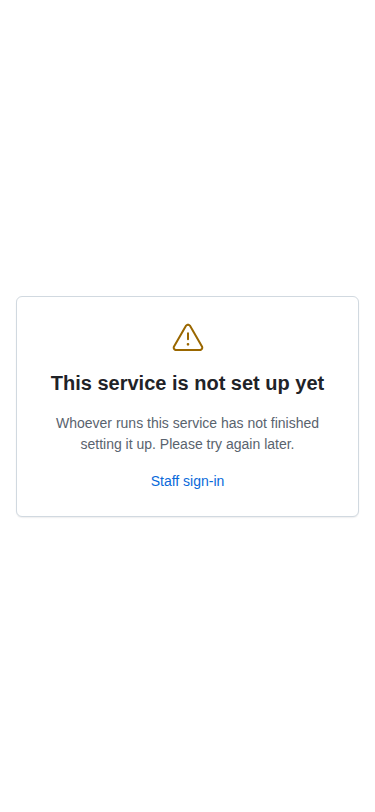 This service is not set up yet
Whoever runs this service has not finished
setting it up. Please try again later.
Staff sign-in